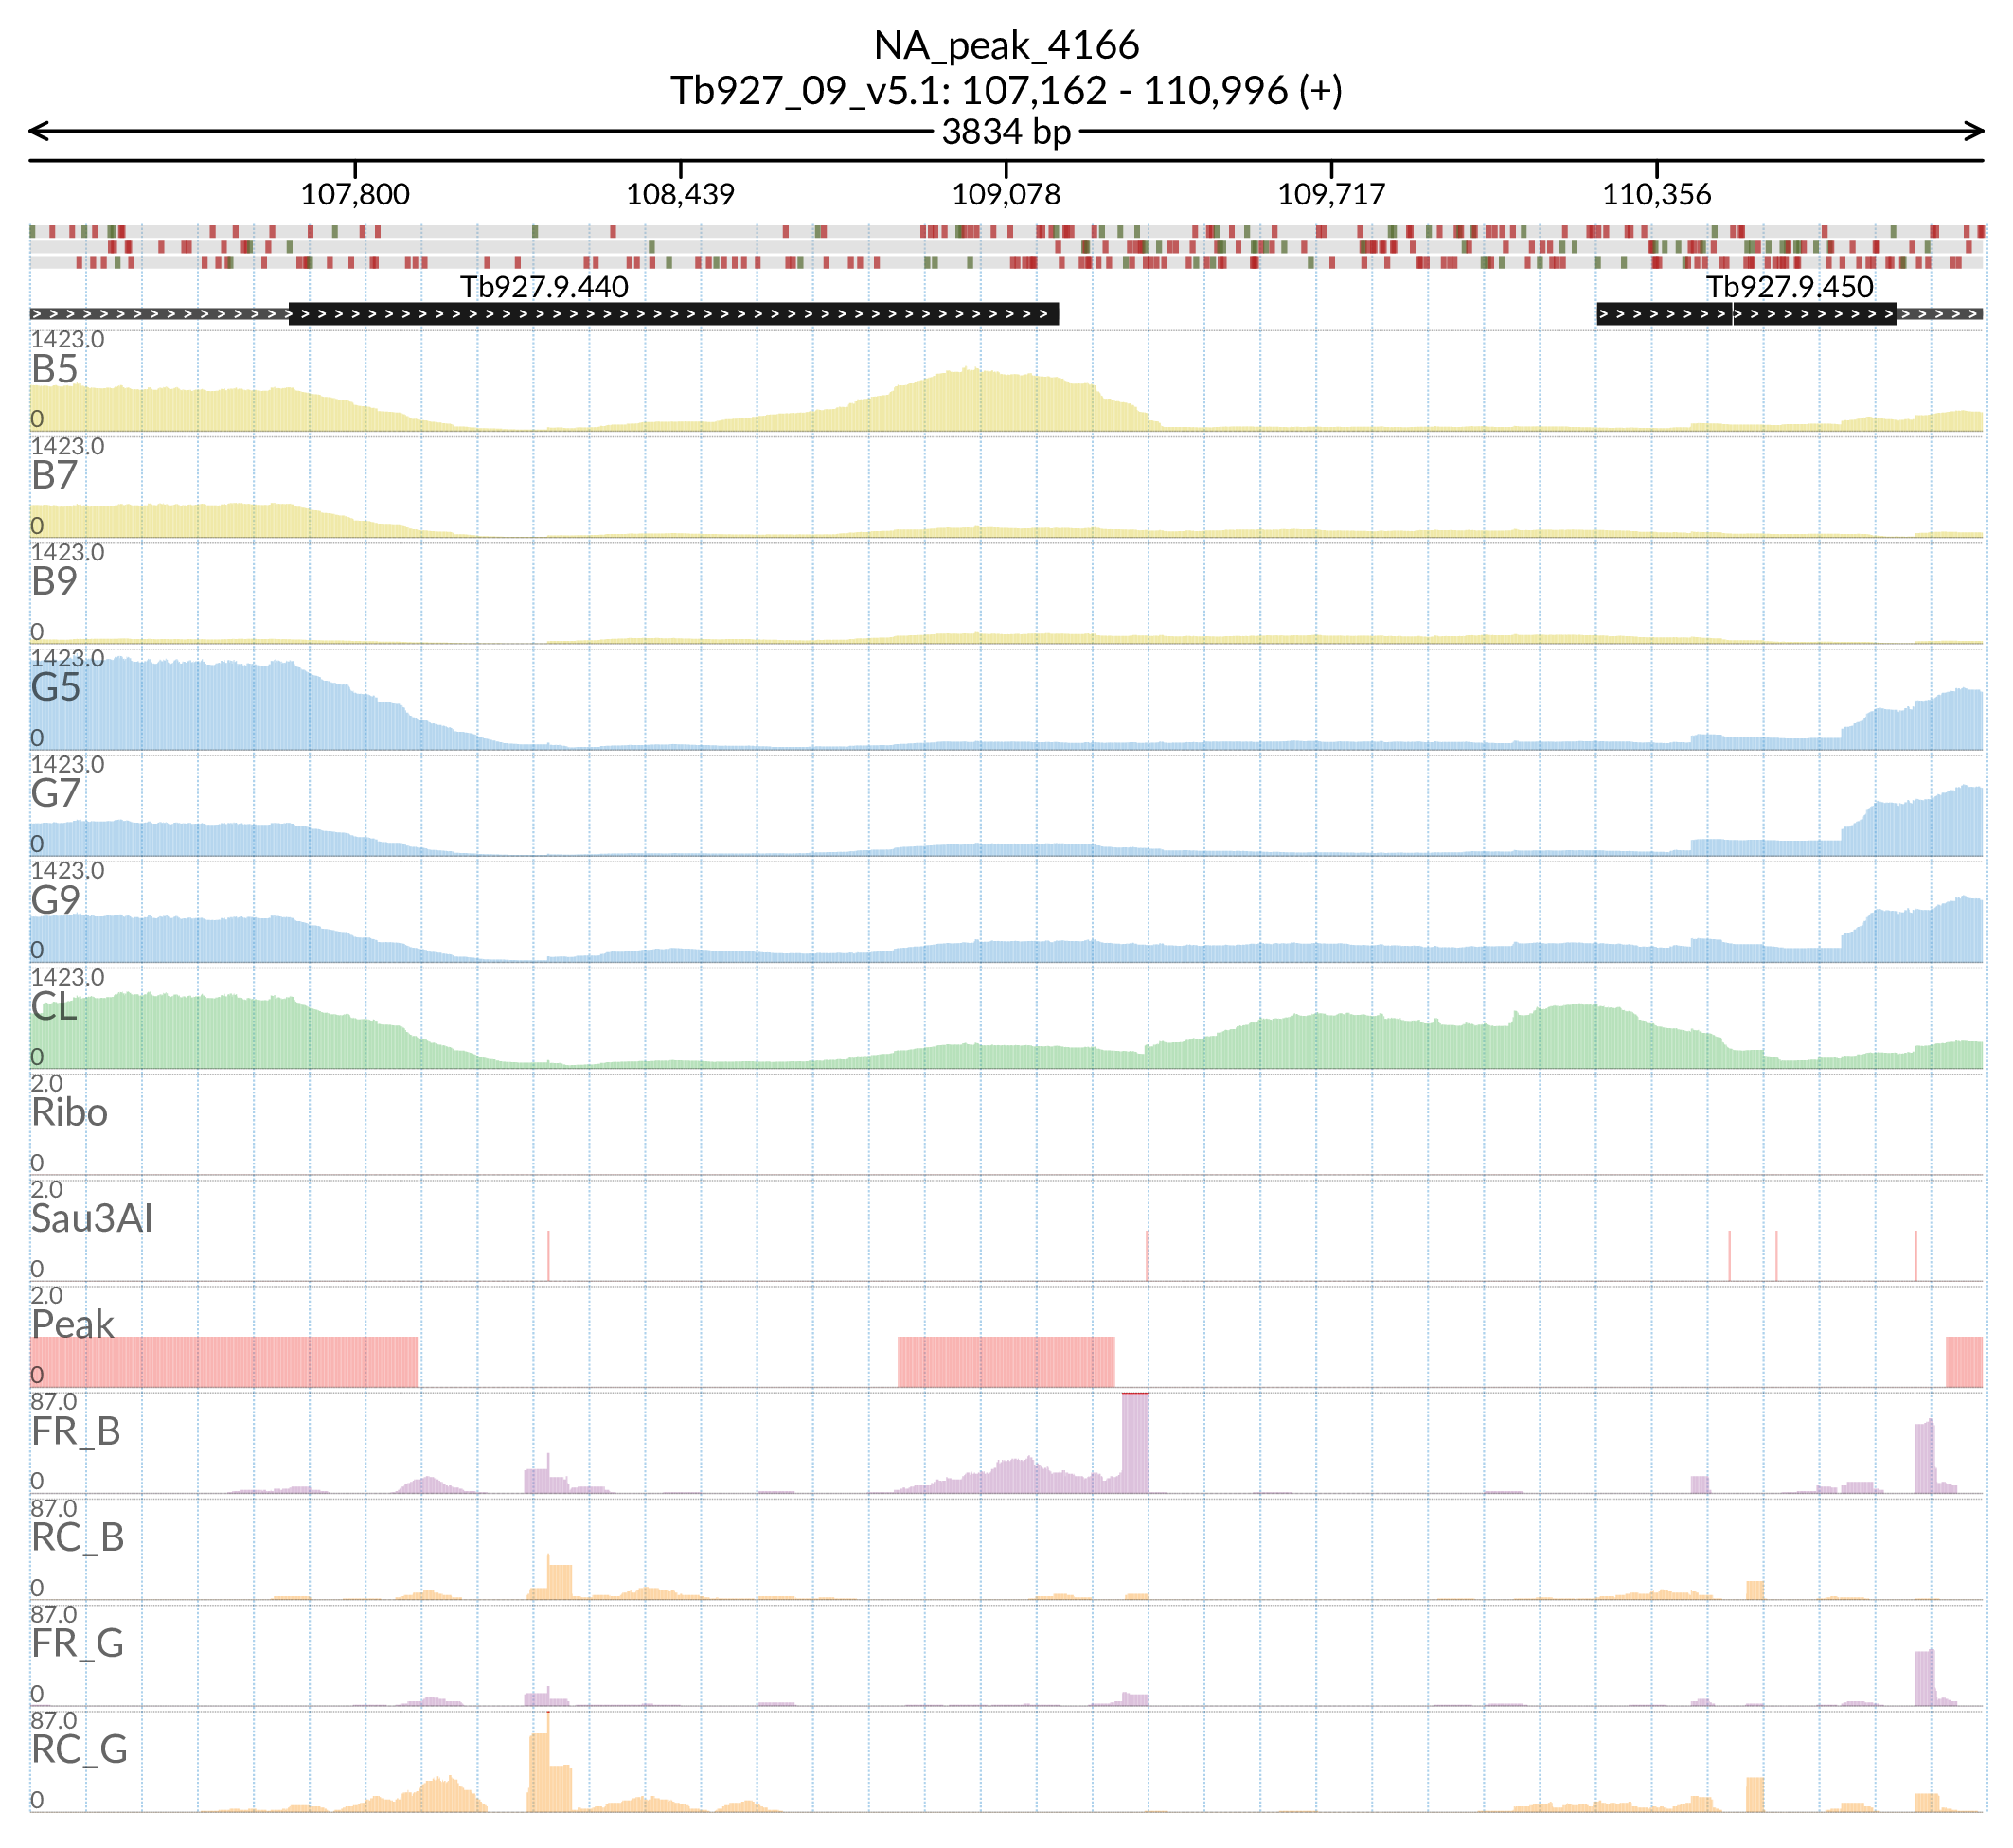 NA_peak_4166
Tb927_09_v5.1: 107,162 - 110,996 (+)
3834 bp
107,800 108,439 109,078 109,717 110,356
Tb927.9.440 Tb927.9.450
1423.0
B5
0
1423.0
B7
0
1423.0
B9
0
1423.0
G5
0
1423.0
G7
0
1423.0
G9
0
1423.0
CL
0
2.0
Ribo
0
2.0
Sau3AI
0
2.0
Peak
0
87.0
FR_B
0
87.0
RC_B
0
87.0
FR_G
0
87.0
RC_G
0